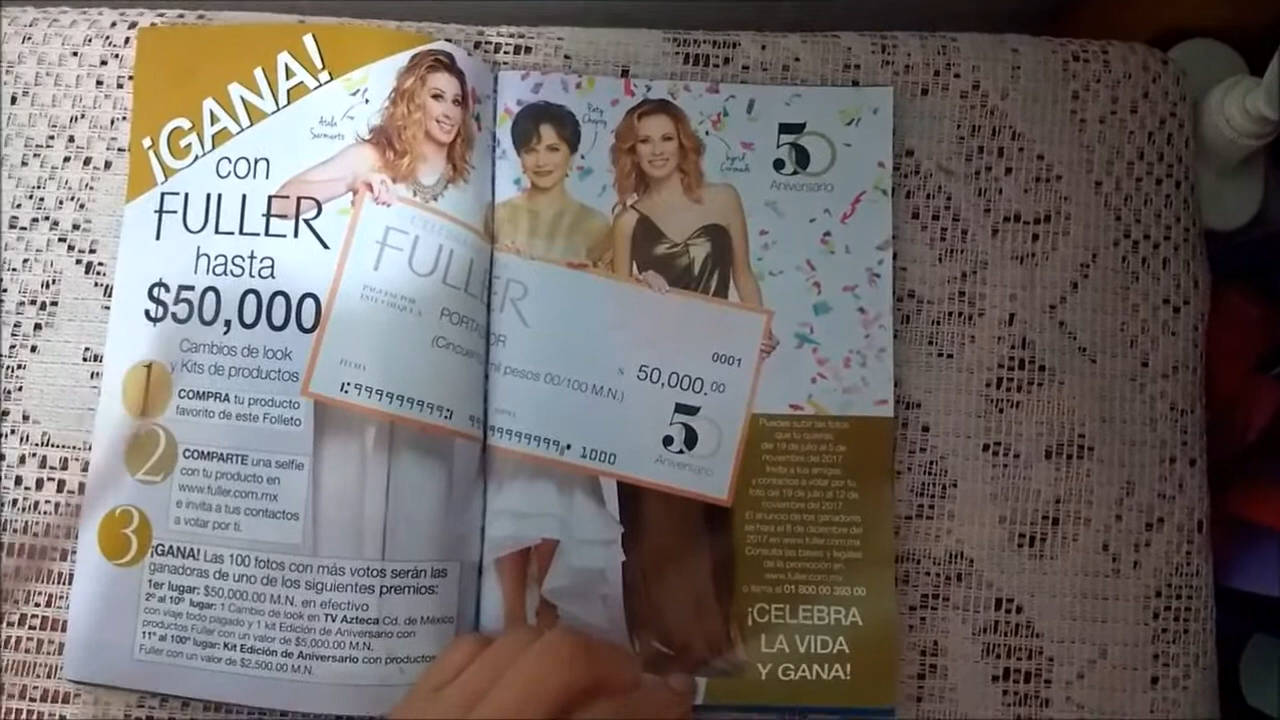 ¡GANA!
con
FULLER
hasta
$50,000
Cambios de look
y Kits de productos
1
COMPRA tu producto
favorito de este Folleto
2
COMPARTE una selfie
con tu producto en
www.fuller.com.mx
e invita a tus contactos
a votar por ti.
3
¡GANA! Las 100 fotos con más votos serán las
ganadoras de uno de los siguientes premios:
1er lugar: $50,000.00 M.N. en efectivo
2º al 10º lugar: 1 Cambio de look en TV Azteca Cd. de México
con viaje todo pagado y 1 kit Edición de Aniversario con
productos Fuller con un valor de $5,000.00 M.N.
11º al 100º lugar: Kit Edición de Aniversario con productos
Fuller con un valor de $2,500.00 M.N.
Sarmiento
Paty
Ingrid
Coronado
50
Aniversario
FULLER
PÁGUESE POR
ESTE CHEQUE A
PORTADOR
mil pesos 00/100 M.N.)
0001
$ 50,000.00
FECHA
1000
50
Aniversario
Puedes subir las fotos
que tu quieras
del 19 de julio al 5 de
noviembre del 2017
Invita a tus amigas
y contactos a votar por tu
foto del 19 de julio al 12 de
noviembre del 2017.
El anuncio de los ganadores
se hará el 8 de diciembre del
2017 en www.fuller.com.mx
Consulta las bases y legales
de la promoción en
www.fuller.com.mx
o llama al 01 800 00 393 00
¡CELEBRA
LA VIDA
Y GANA!